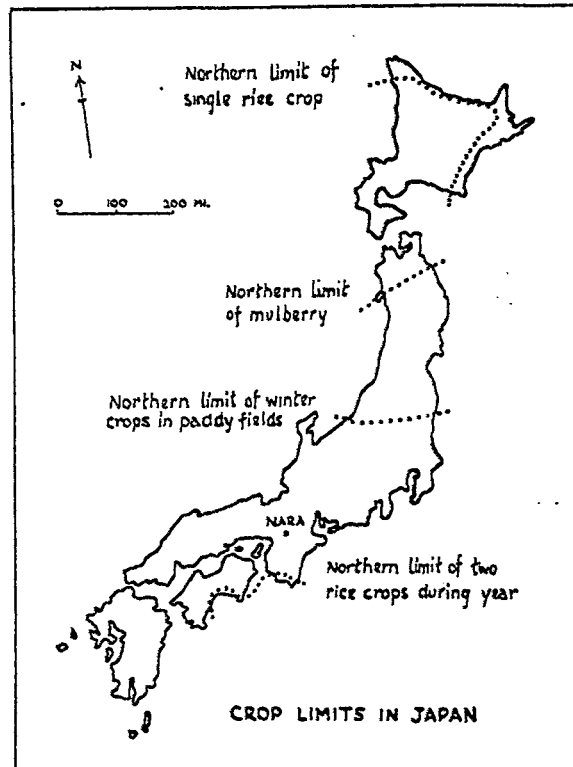 N
Northern limit of
single rice crop
0 100 200 Mi.
Northern limit
of mulberry
Northern limit of winter
crops in paddy fields
NARA
Northern limit of two
rice crops during year
CROP LIMITS IN JAPAN